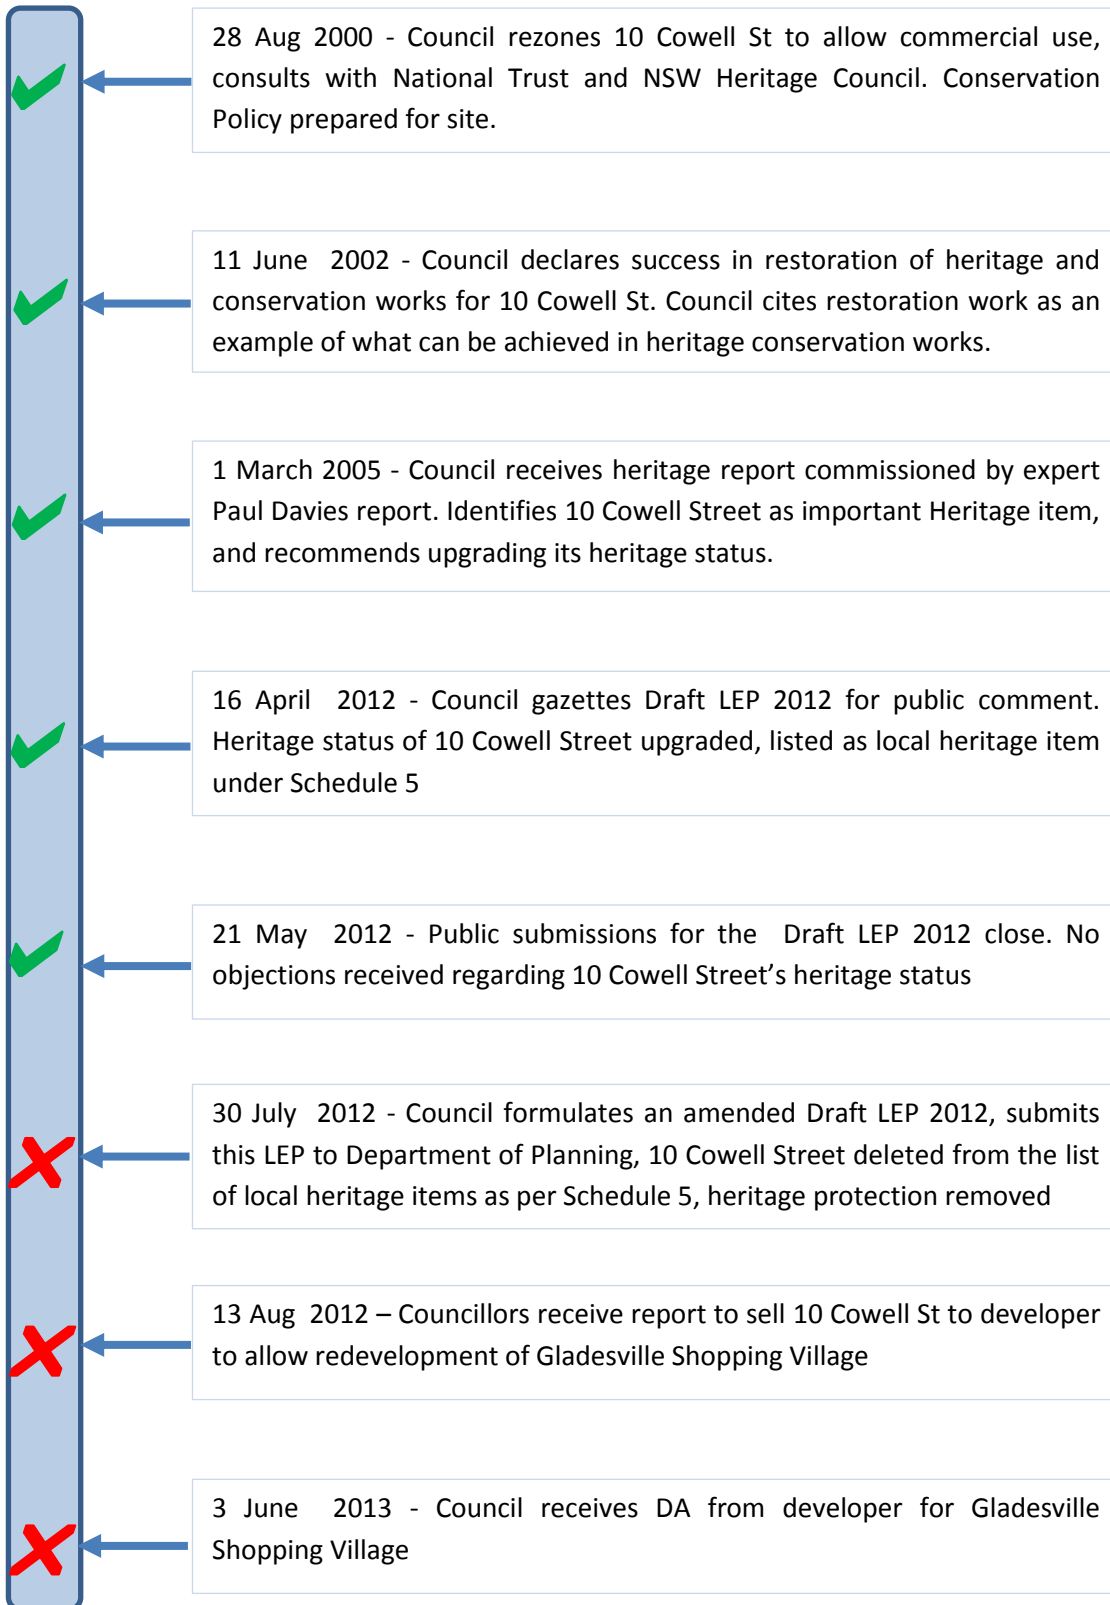 28 Aug 2000 - Council rezones 10 Cowell St to allow commercial use,
consults with National Trust and NSW Heritage Council. Conservation
Policy prepared for site.
11 June 2002 - Council declares success in restoration of heritage and
conservation works for 10 Cowell St. Council cites restoration work as an
example of what can be achieved in heritage conservation works.
1 March 2005 - Council receives heritage report commissioned by expert
Paul Davies report. Identifies 10 Cowell Street as important Heritage item,
and recommends upgrading its heritage status.
16 April 2012 - Council gazettes Draft LEP 2012 for public comment.
Heritage status of 10 Cowell Street upgraded, listed as local heritage item
under Schedule 5
21 May 2012 - Public submissions for the Draft LEP 2012 close. No
objections received regarding 10 Cowell Street’s heritage status
30 July 2012 - Council formulates an amended Draft LEP 2012, submits
this LEP to Department of Planning, 10 Cowell Street deleted from the list
of local heritage items as per Schedule 5, heritage protection removed
13 Aug 2012 – Councillors receive report to sell 10 Cowell St to developer
to allow redevelopment of Gladesville Shopping Village
3 June 2013 - Council receives DA from developer for Gladesville
Shopping Village